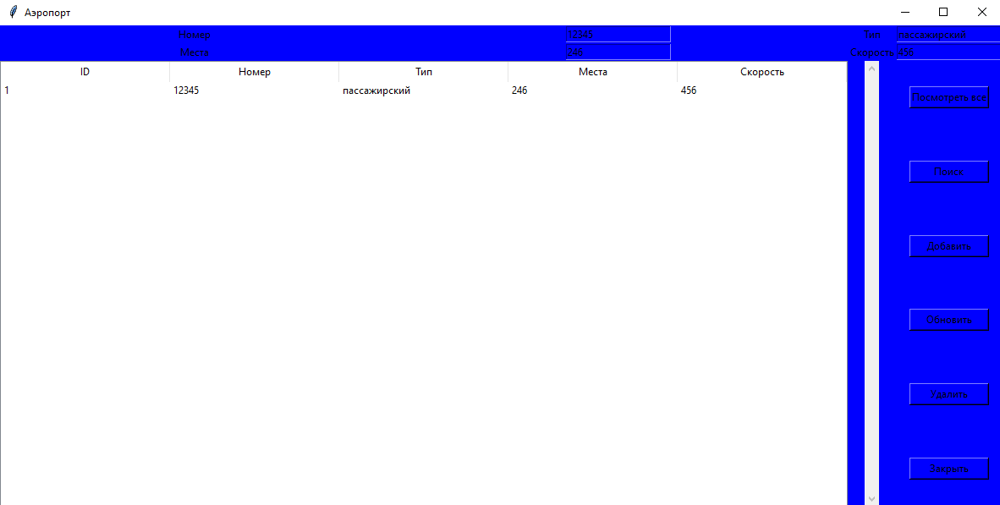 Аэропорт
Номер 12345 Тип пассажирский
Места 246 Скорость 456
ID Номер Тип Места Скорость
1 12345 пассажирский 246 456
Посмотреть все
Поиск
Добавить
Обновить
Удалить
Закрыть